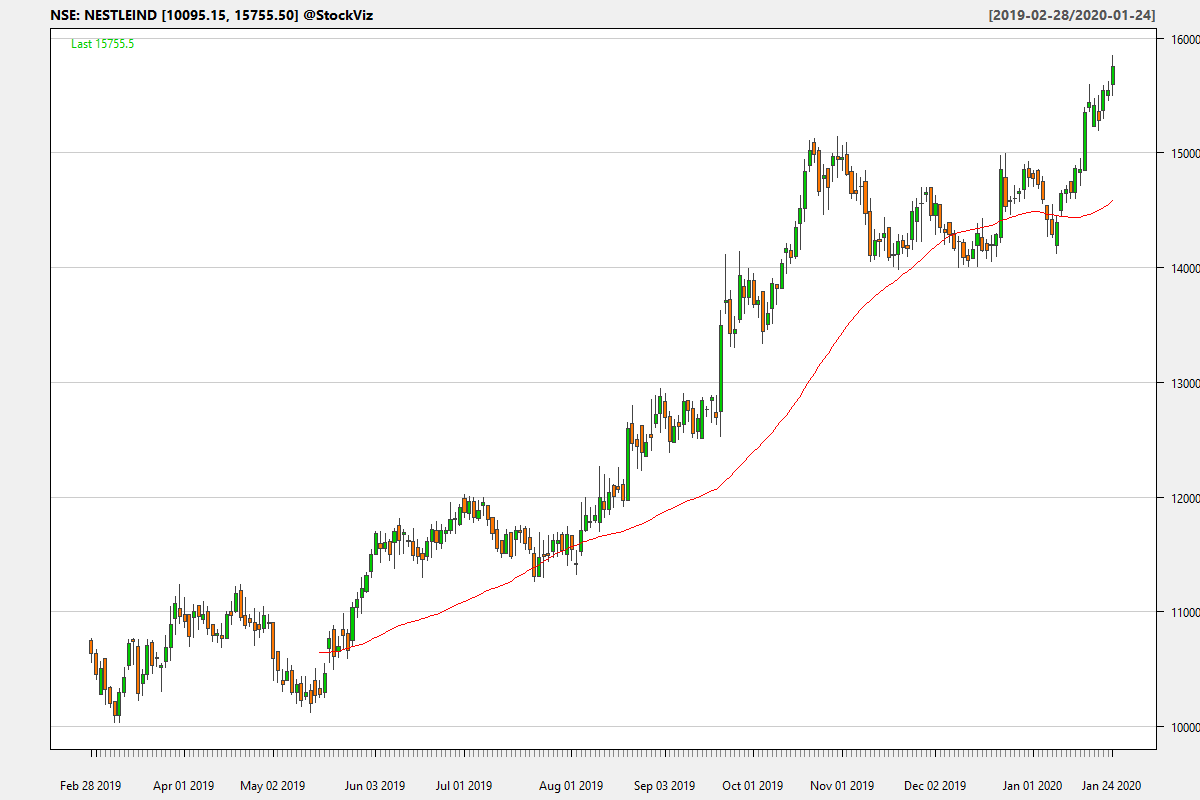 NSE: NESTLEIND [10095.15, 15755.50] @StockViz [2019-02-28/2020-01-24]
Last 15755.5
16000
15000
14000
13000
12000
11000
10000
Feb 28 2019 Apr 01 2019 May 02 2019 Jun 03 2019 Jul 01 2019 Aug 01 2019 Sep 03 2019 Oct 01 2019 Nov 01 2019 Dec 02 2019 Jan 01 2020 Jan 24 2020